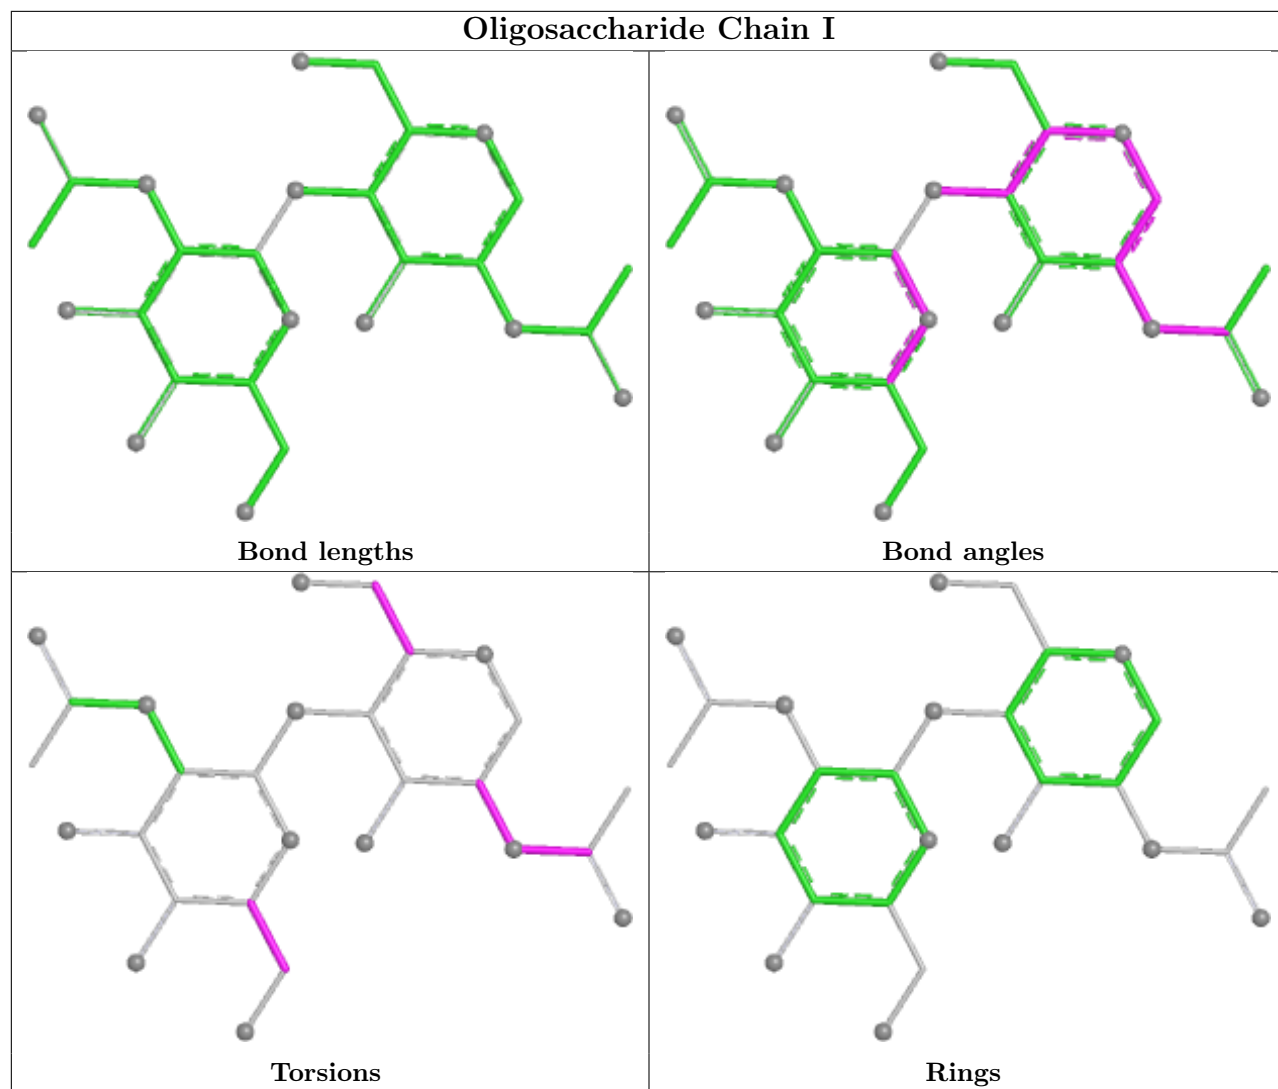 Oligosaccharide Chain I
Bond lengths
Bond angles
Torsions
Rings